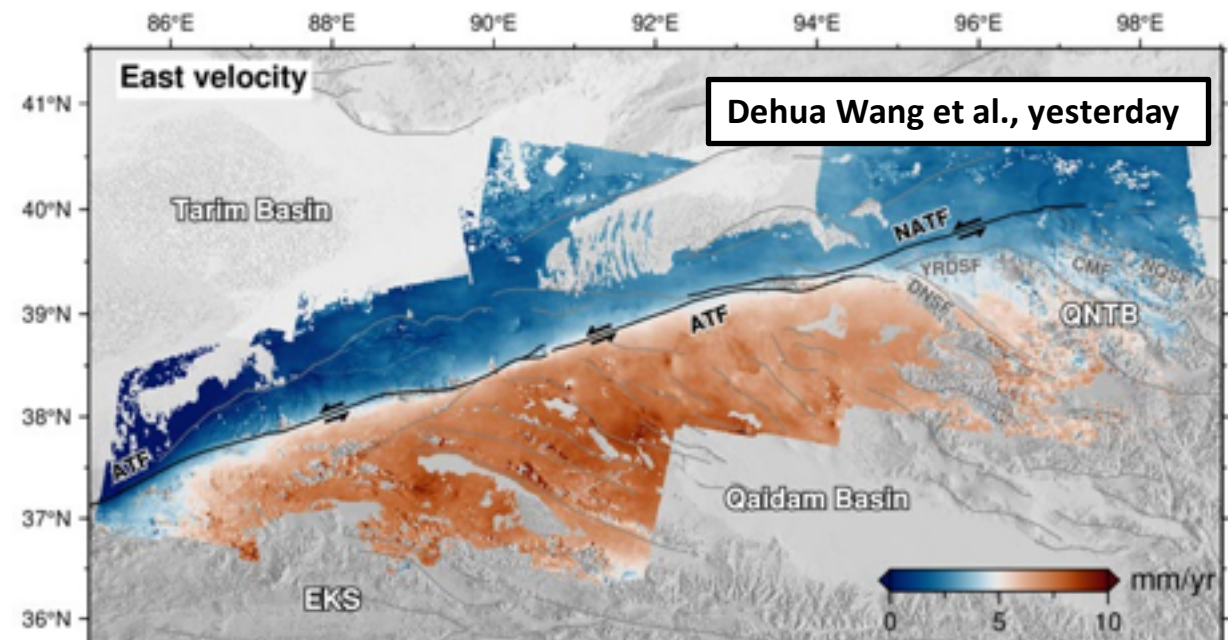 86°E 88°E 90°E 92°E 94°E 96°E 98°E
East velocity
41°N
Dehua Wang et al., yesterday
40°N
Tarim Basin
NATF
YRDSF
CMF
NQSF
DNSF
39°N
ATF
QNTB
38°N
ATF
37°N
Qaidam Basin
mm/yr
EKS
36°N
0 5 10